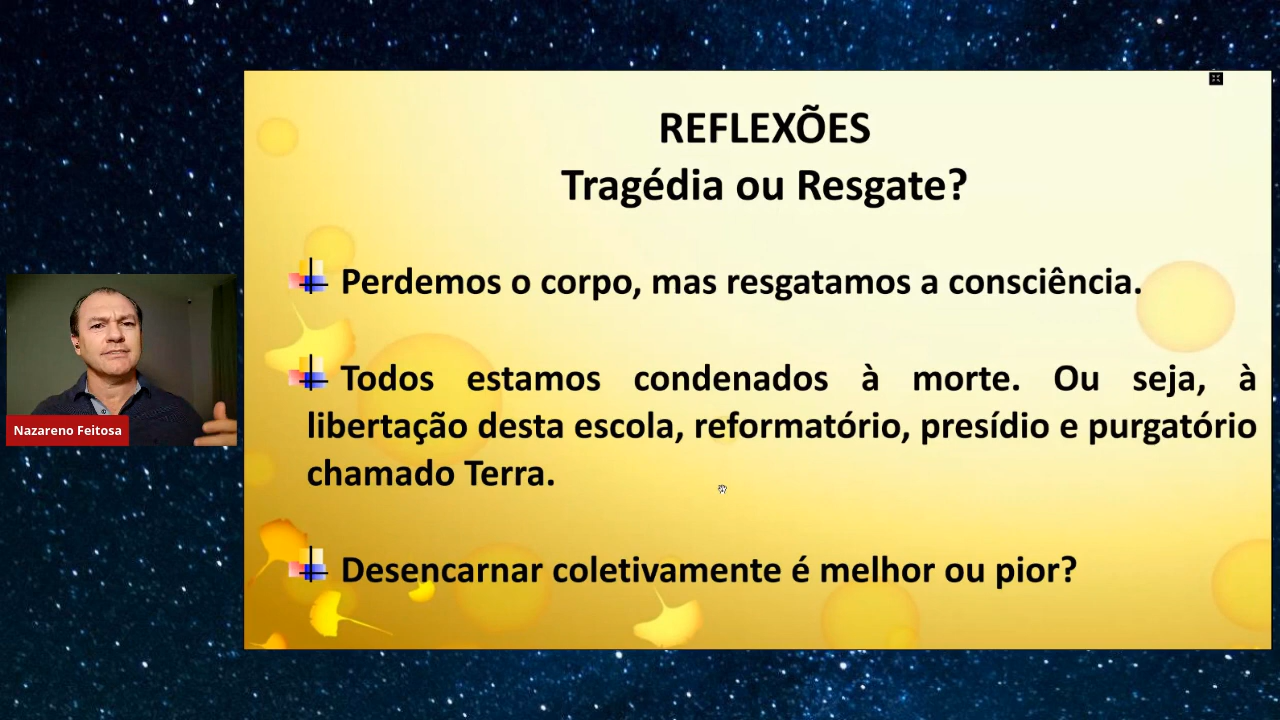 REFLEXÕES
Tragédia ou Resgate?
Perdemos o corpo, mas resgatamos a consciência.
Todos estamos condenados à morte. Ou seja, à
libertação desta escola, reformatório, presídio e purgatório
chamado Terra.
Desencarnar coletivamente é melhor ou pior?
Nazareno Feitosa